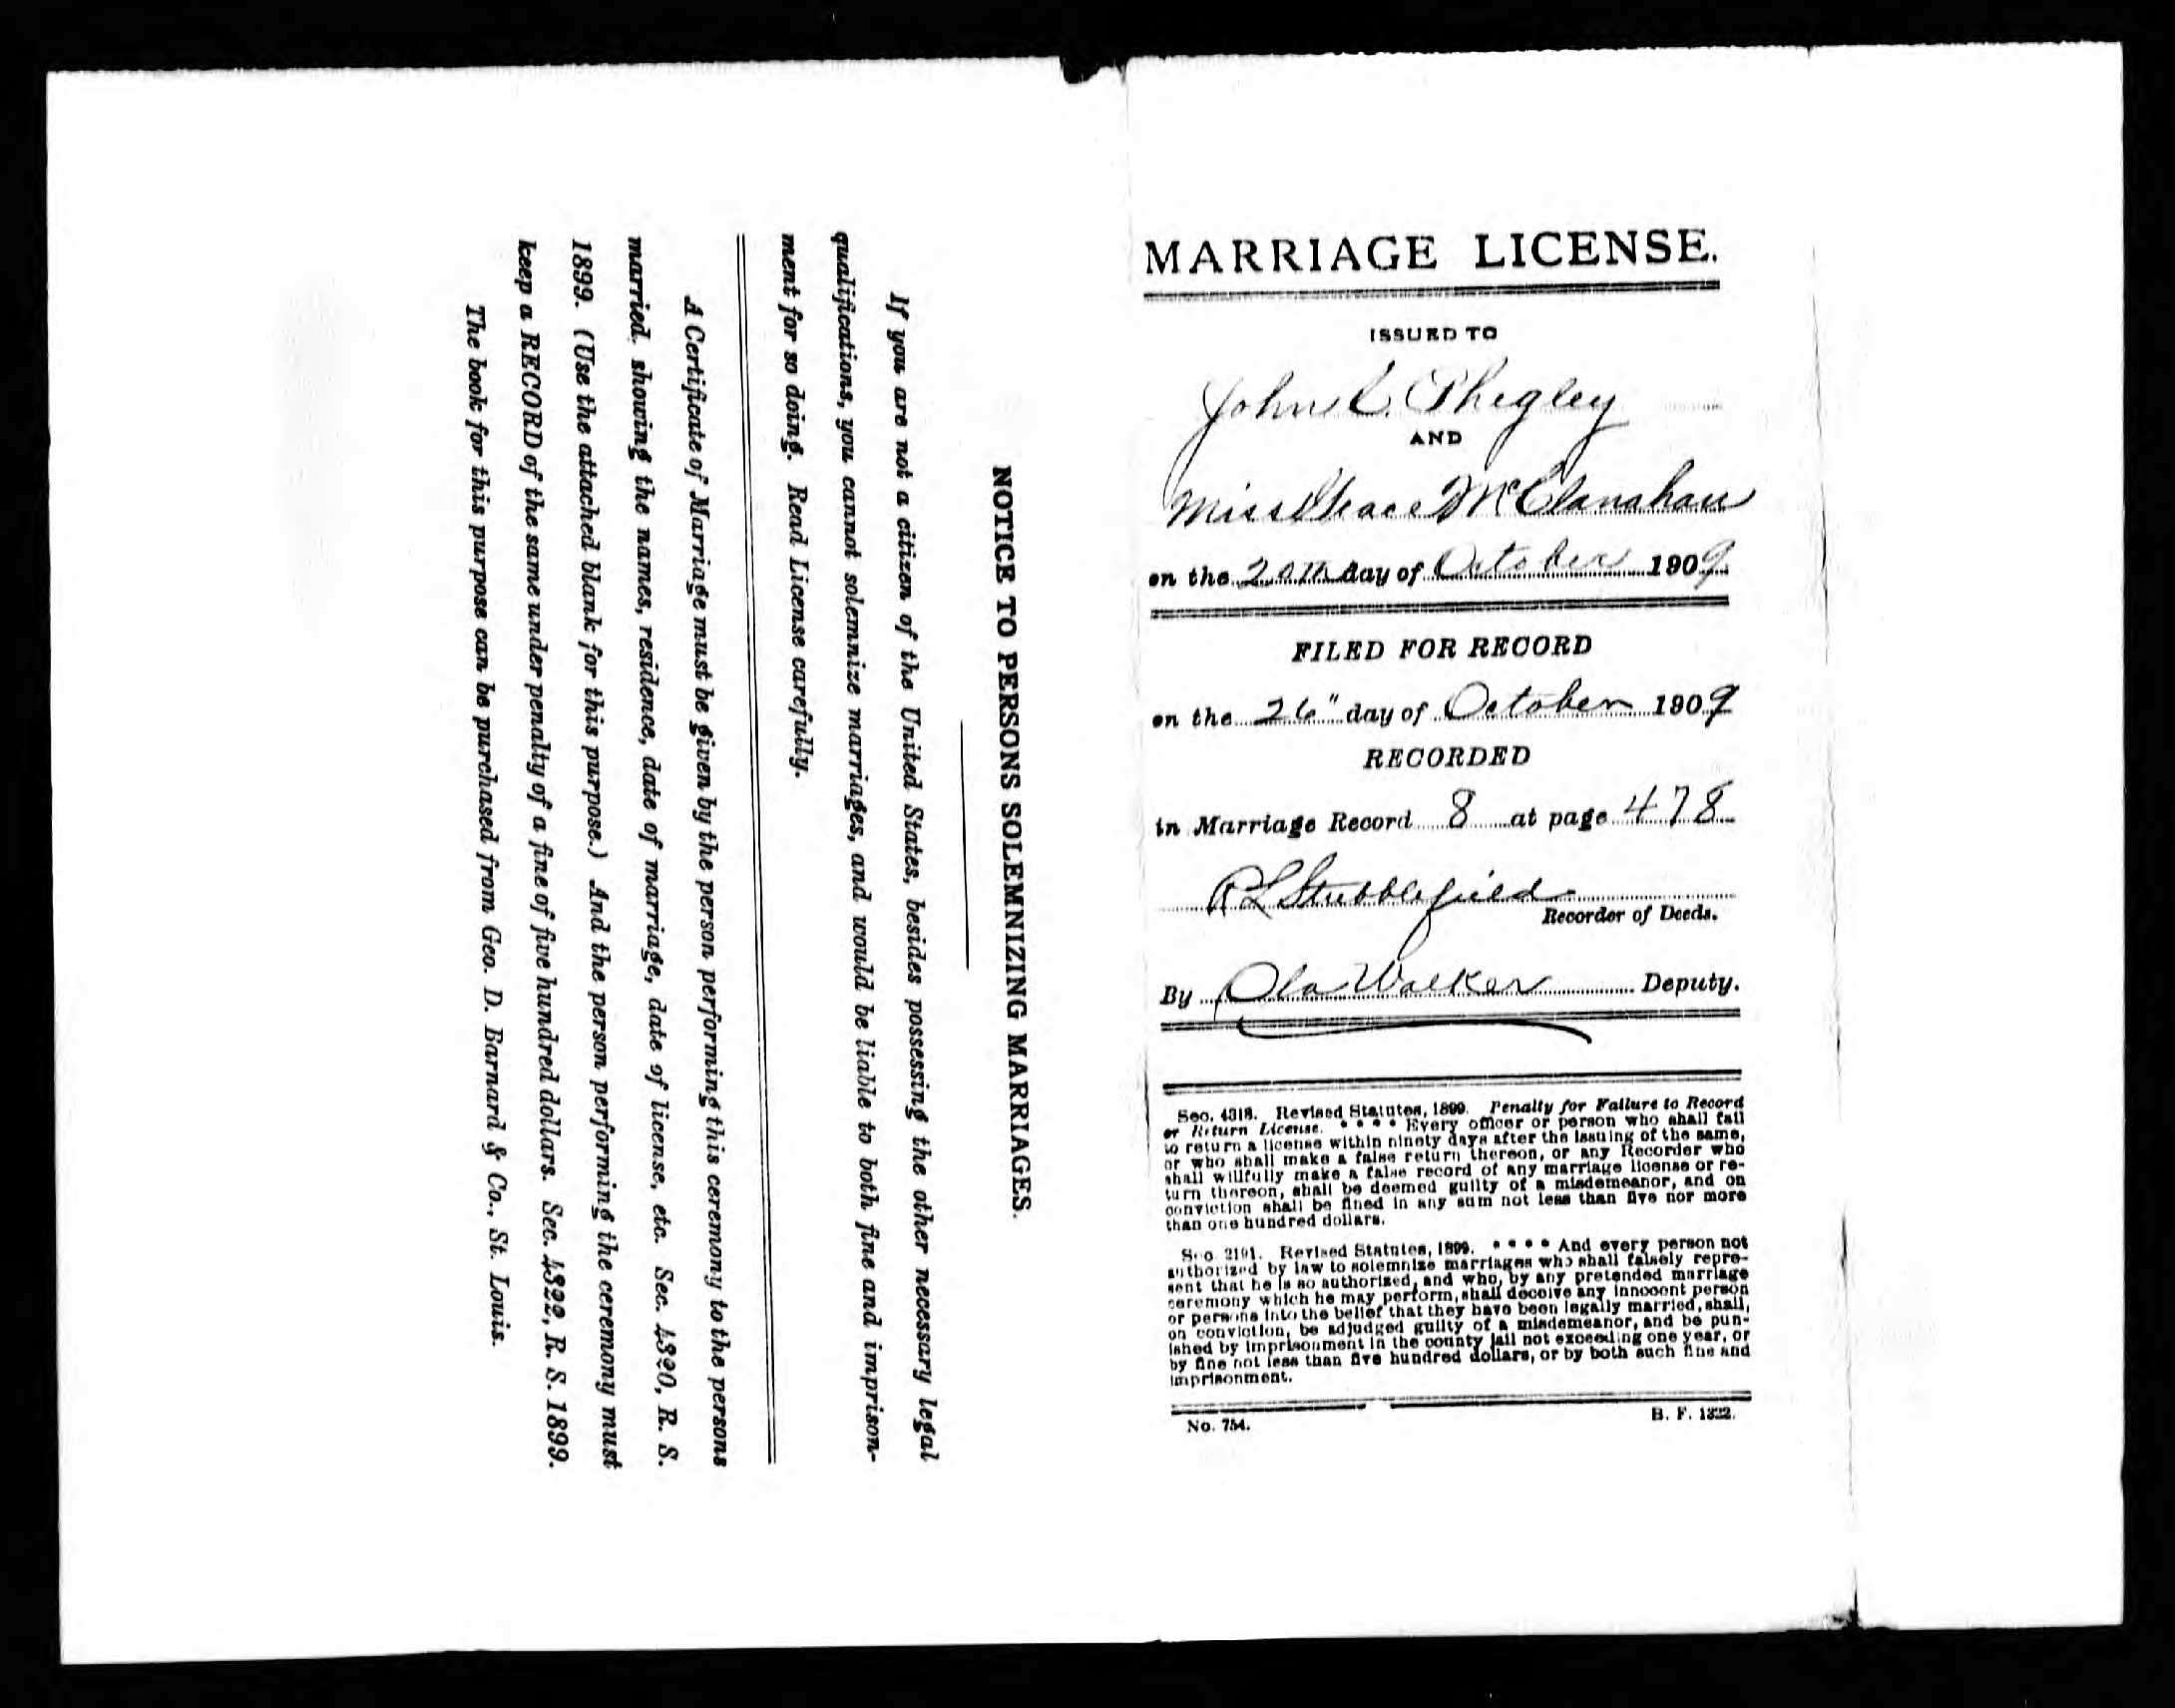 NOTICE TO PERSONS SOLEMNIZING MARRIAGES.
If you are not a citizen of the United States, besides possessing the other necessary legal
qualifications, you cannot solemnize marriages, and would be liable to both fine and imprison-
ment for so doing. Read License carefully.
A Certificate of Marriage must be given by the person performing this ceremony to the persons
married, showing the names, residence, date of marriage, date of license, etc. Sec. 4320, R. S.
1899. (Use the attached blank for this purpose.) And the person performing the ceremony must
keep a RECORD of the same under penalty of a fine of five hundred dollars. Sec. 4322, R. S. 1899.
The book for this purpose can be purchased from Geo. D. Barnard & Co., St. Louis.
MARRIAGE LICENSE.
ISSUED TO
John L. Phegley
AND
Miss Grace McClanahan
on the 20th day of October 1909
FILED FOR RECORD
on the 26" day of October 1909
RECORDED
in Marriage Record 8 at page 478
R L Stubblefield
Recorder of Deeds.
By Ola Walker Deputy.
Sec. 4318. Revised Statutes, 1899. Penalty for Failure to Record
or Return License. * * * * Every officer or person who shall fail
to return a license within ninety days after the issuing of the same,
or who shall make a false return thereon, or any Recorder who
shall willfully make a false record of any marriage license or re-
turn thereon, shall be deemed guilty of a misdemeanor, and on
conviction shall be fined in any sum not less than five nor more
than one hundred dollars.
Sec. 2191. Revised Statutes, 1899. * * * * And every person not
authorized by law to solemnize marriages who shall falsely repre-
sent that he is so authorized, and who, by any pretended marriage
ceremony which he may perform, shall deceive any innocent person
or persons into the belief that they have been legally married, shall,
on conviction, be adjudged guilty of a misdemeanor, and be pun-
ished by imprisonment in the county jail not exceeding one year, or
by fine not less than five hundred dollars, or by both such fine and
imprisonment.
No. 754.
B. F. 1322.